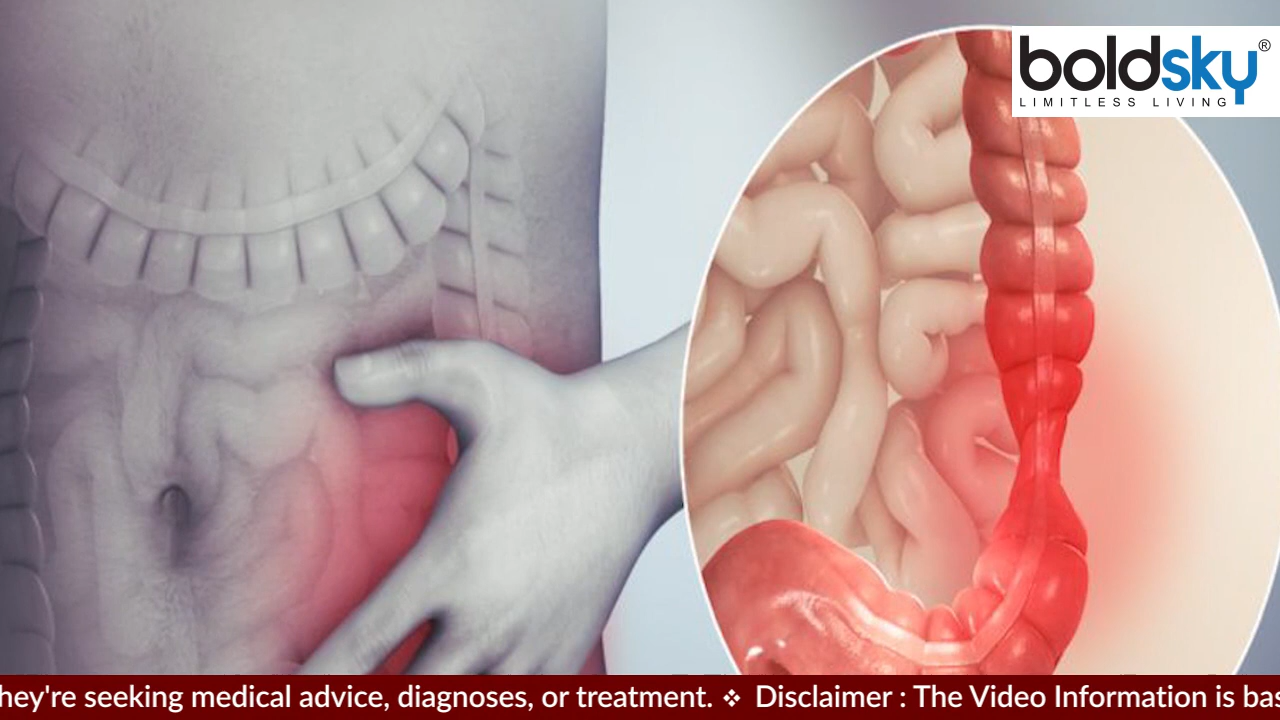 boldsky®
LIMITLESS LIVING
hey're seeking medical advice, diagnoses, or treatment. ❖ Disclaimer : The Video Information is bas